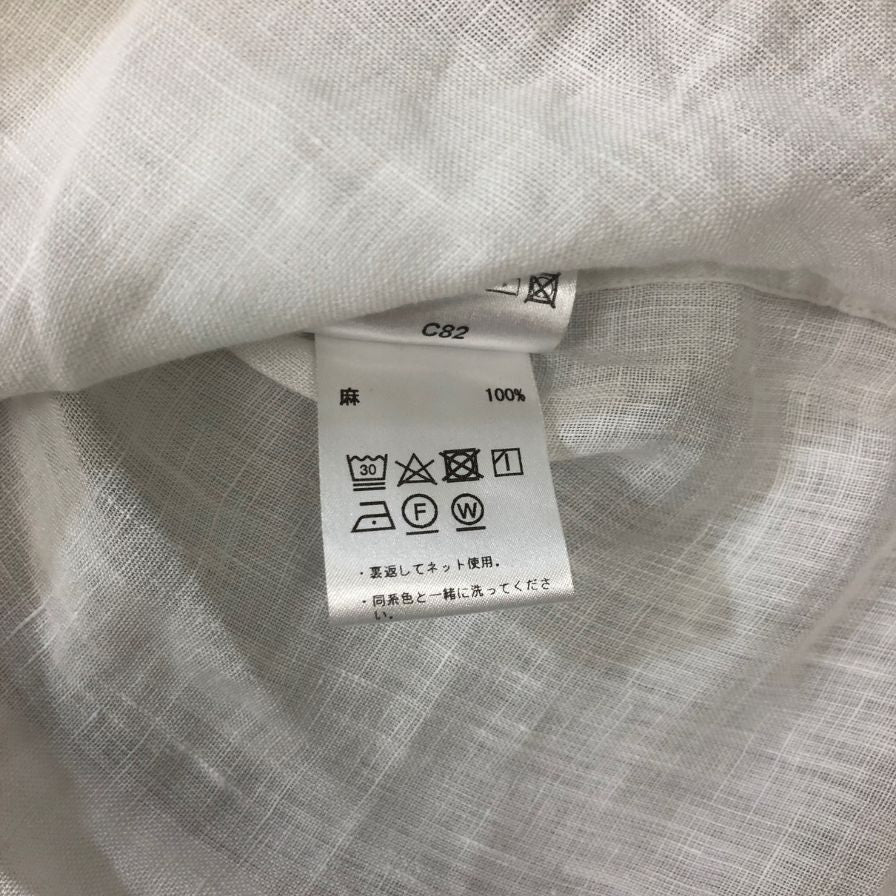 C82
麻 100%
30
F W
・裏返してネット使用.
・同系色と一緒に洗ってくださ
い.